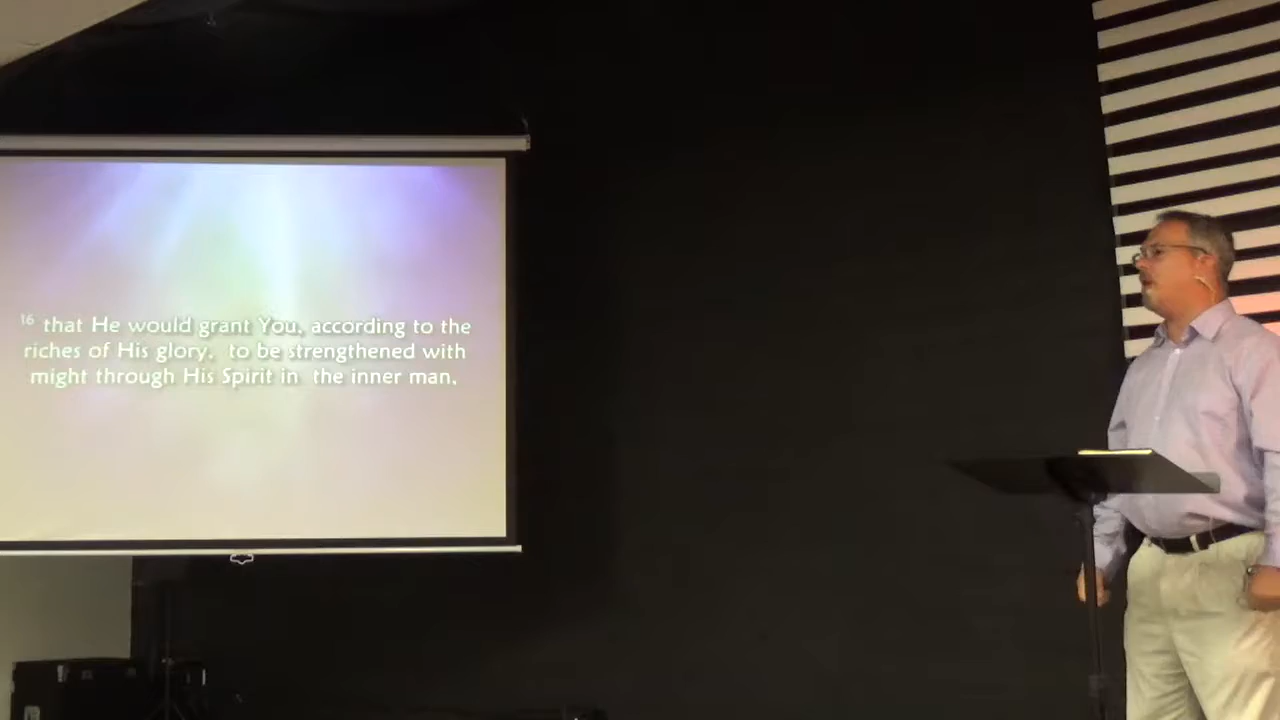 16 that He would grant You, according to the
riches of His glory, to be strengthened with
might through His Spirit in the inner man,